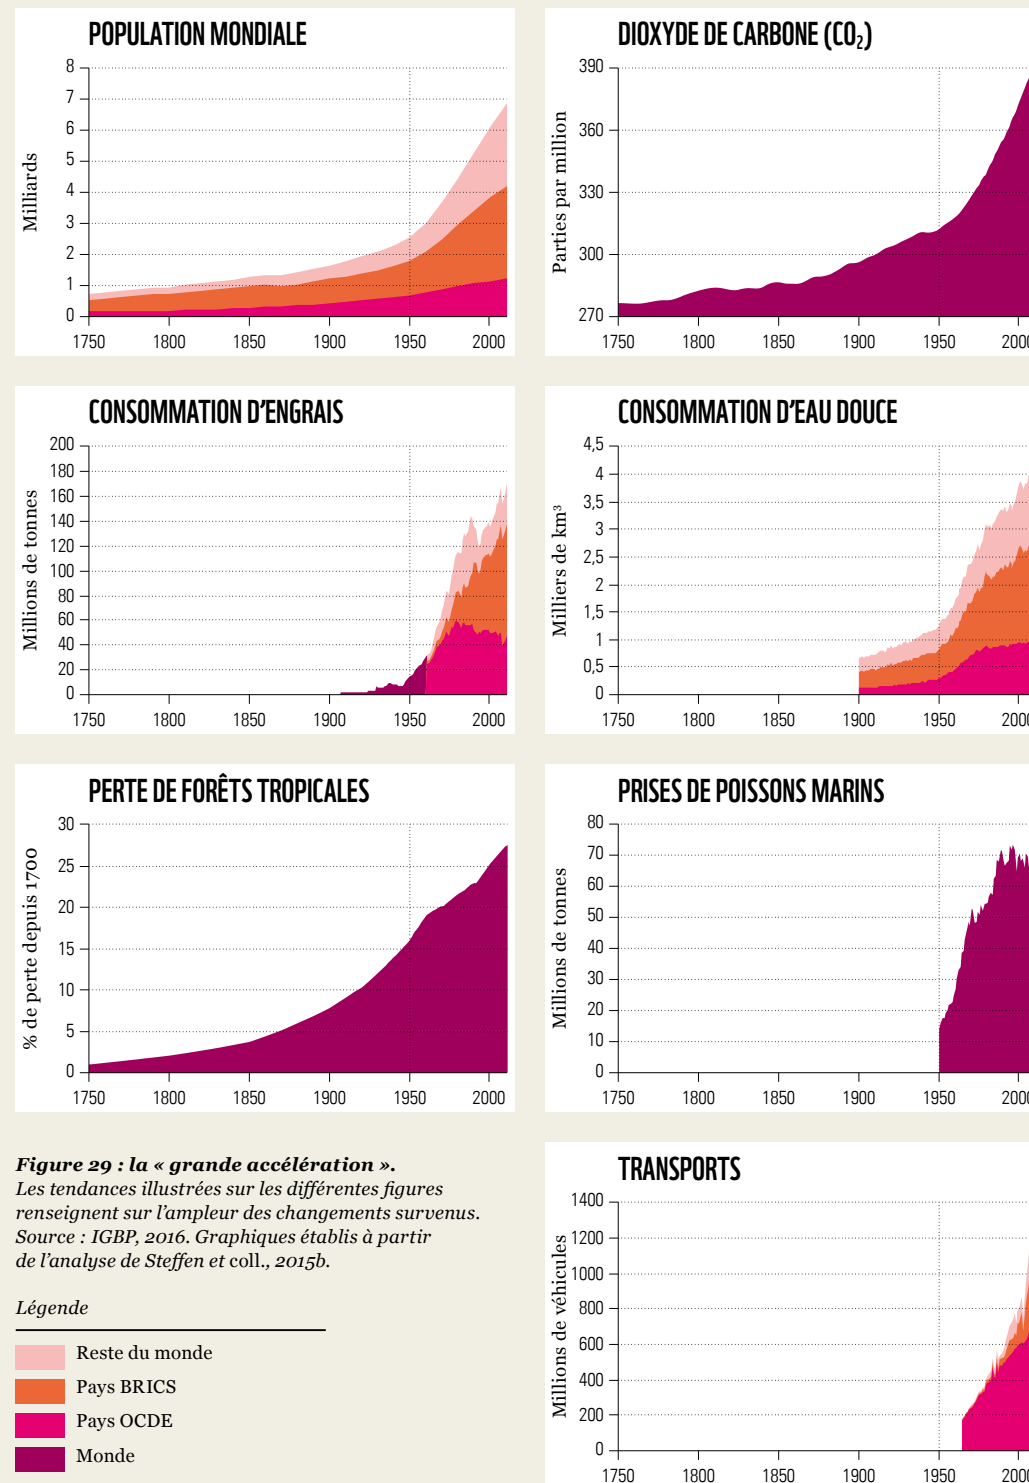 POPULATION MONDIALE
Milliards
8
7
6
5
4
3
2
1
0
1750 1800 1850 1900 1950 2000
DIOXYDE DE CARBONE (CO₂)
Parties par million
390
360
330
300
270
1750 1800 1850 1900 1950 2000
CONSOMMATION D'ENGRAIS
Millions de tonnes
200
180
160
140
120
100
80
60
40
20
0
1750 1800 1850 1900 1950 2000
CONSOMMATION D'EAU DOUCE
Milliers de km³
4,5
4
3,5
3
2,5
2
1,5
1
0,5
0
1750 1800 1850 1900 1950 2000
PERTE DE FORÊTS TROPICALES
% de perte depuis 1700
30
25
20
15
10
5
0
1750 1800 1850 1900 1950 2000
PRISES DE POISSONS MARINS
Millions de tonnes
80
70
60
50
40
30
20
10
0
1750 1800 1850 1900 1950 2000
Figure 29 : la « grande accélération ».
Les tendances illustrées sur les différentes figures
renseignent sur l'ampleur des changements survenus.
Source : IGBP, 2016. Graphiques établis à partir
de l'analyse de Steffen et coll., 2015b.
Légende
Reste du monde
Pays BRICS
Pays OCDE
Monde
TRANSPORTS
Millions de véhicules
1400
1200
1000
800
600
400
200
0
1750 1800 1850 1900 1950 2000